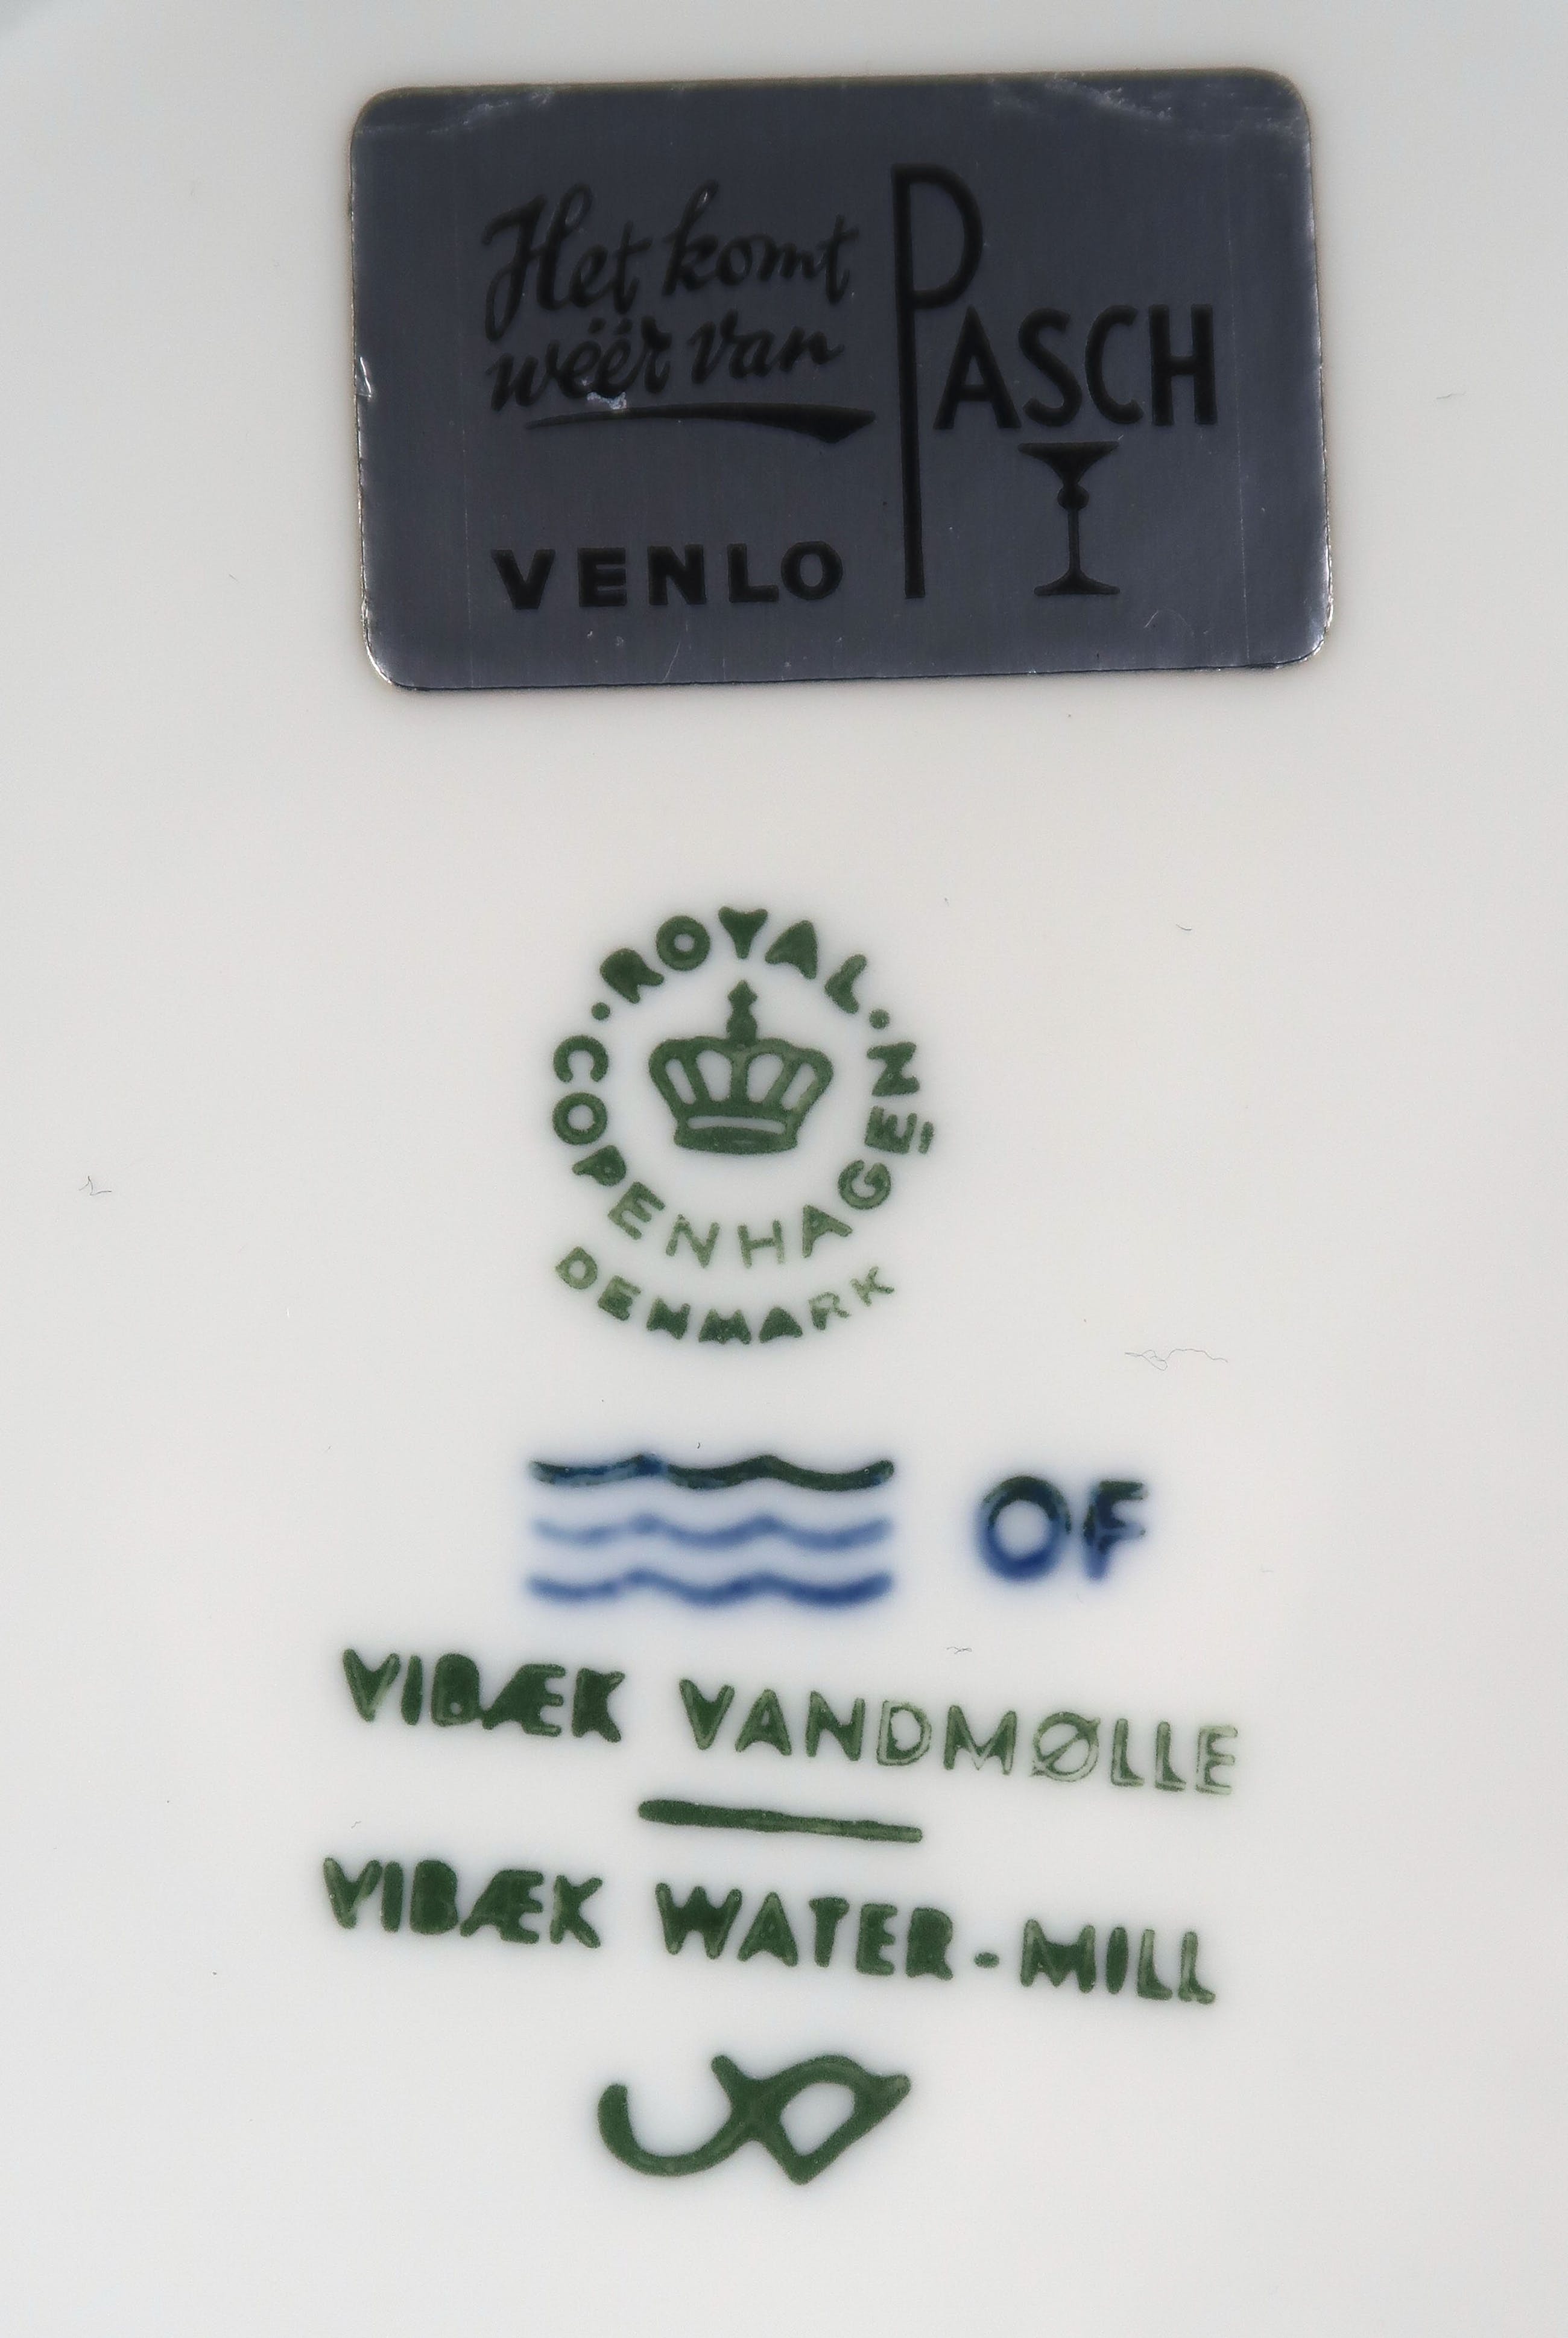 Het komt
wéér van
PASCH
VENLO
·ROYAL·
COPENHAGEN
DENMARK
OF
VIBÆK VANDMØLLE
VIBÆK WATER-MILL